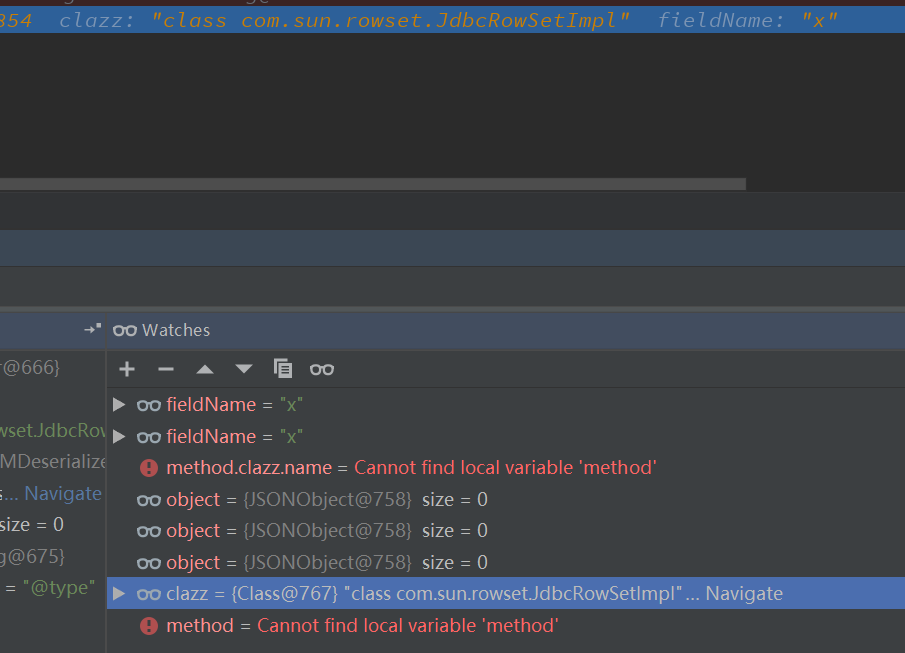 854 clazz: "class com.sun.rowset.JdbcRowSetImpl" fieldName: "x"
Watches
r@666}
fieldName = "x"
wset.JdbcRow
fieldName = "x"
MDeserialize
method.clazz.name = Cannot find local variable 'method'
s... Navigate
object = {JSONObject@758} size = 0
size = 0
object = {JSONObject@758} size = 0
g@675}
object = {JSONObject@758} size = 0
= "@type"
clazz = {Class@767} "class com.sun.rowset.JdbcRowSetImpl"... Navigate
method = Cannot find local variable 'method'